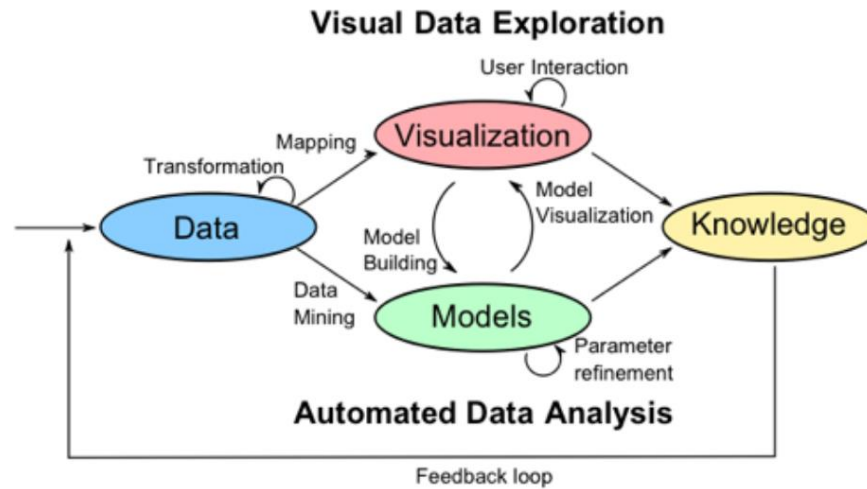 Visual Data Exploration
User Interaction
Visualization
Mapping
Transformation
Data
Model
Visualization
Knowledge
Model
Building
Data
Mining
Models
Parameter
refinement
Automated Data Analysis
Feedback loop